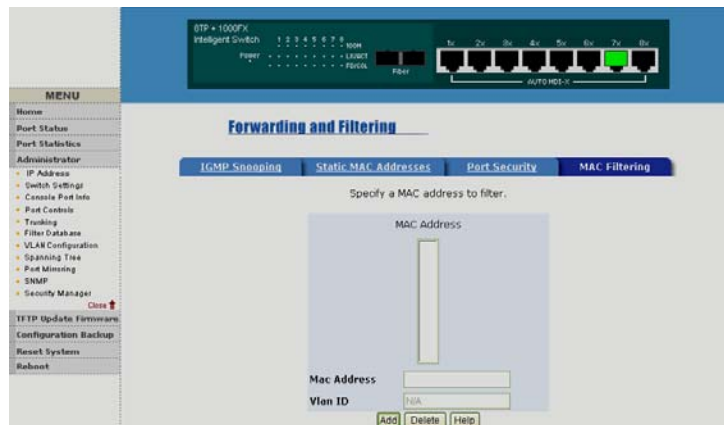 8TP + 1000FX
Intelligent Switch
1 2 3 4 5 6 7 8
100M
Power
LK/ACT
FD/COL
Fiber
1x 2x 3x 4x 5x 6x 7x 8x
AUTO MDI-X
MENU
Home
Port Status
Port Statistics
Administrator
IP Address
Switch Settings
Console Port Info
Port Controls
Trunking
Filter Database
VLAN Configuration
Spanning Tree
Port Mirroring
SNMP
Security Manager
Close
TFTP Update Firmware
Configuration Backup
Reset System
Reboot
Forwarding and Filtering
IGMP Snooping
Static MAC Addresses
Port Security
MAC Filtering
Specify a MAC address to filter.
MAC Address
Mac Address
Vlan ID
N/A
Add Delete Help